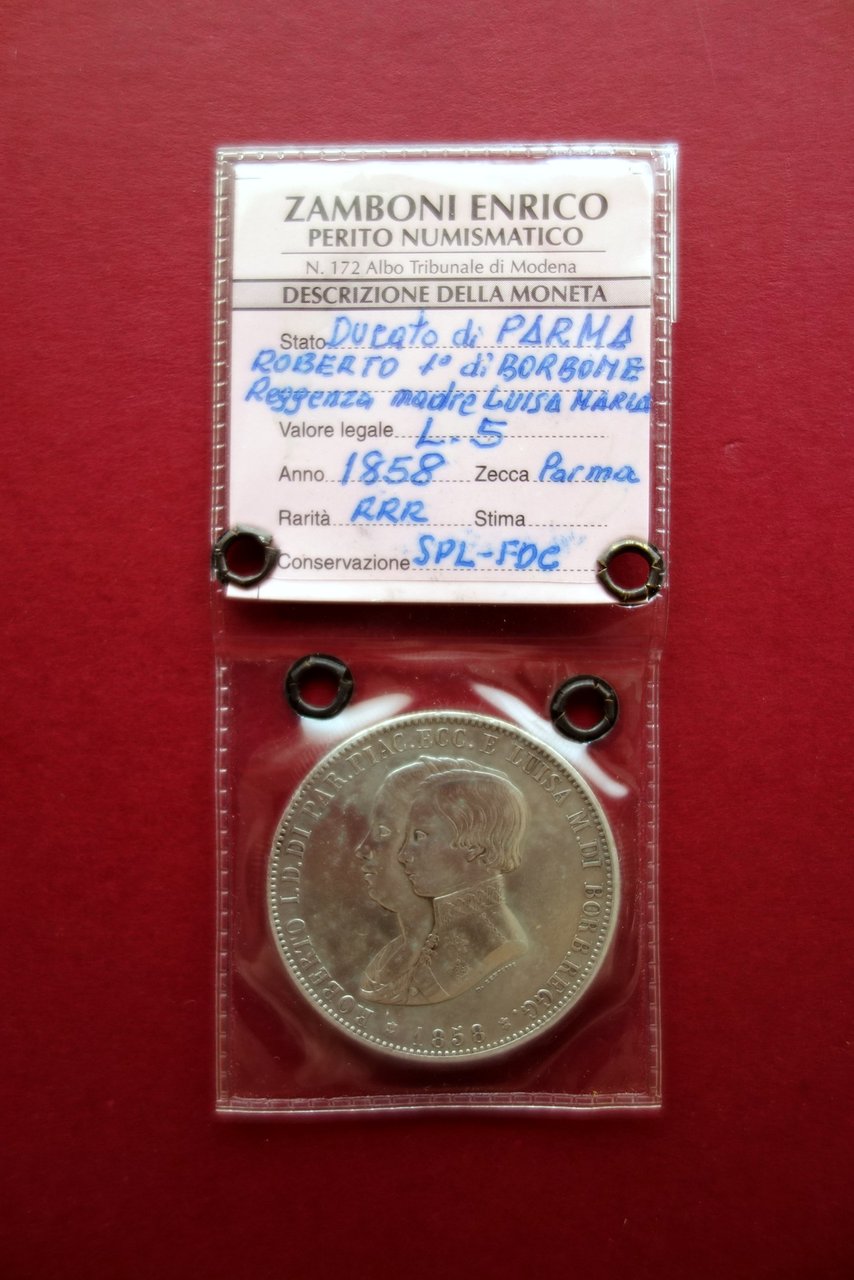 ZAMBONI ENRICO
PERITO NUMISMATICO
N. 172 Albo Tribunale di Modena
DESCRIZIONE DELLA MONETA
Stato Ducato di PARMA
ROBERTO 1° di BORBONE
Reggenza madre LUISA MARIA
Valore legale L. 5
Anno 1858 Zecca Parma
Rarità RRR Stima
Conservazione SPL-FDC
ROBERTO I.D.DI PAR.PIAC.ECC.E LUISA M.DI BORB.REGG.
1858